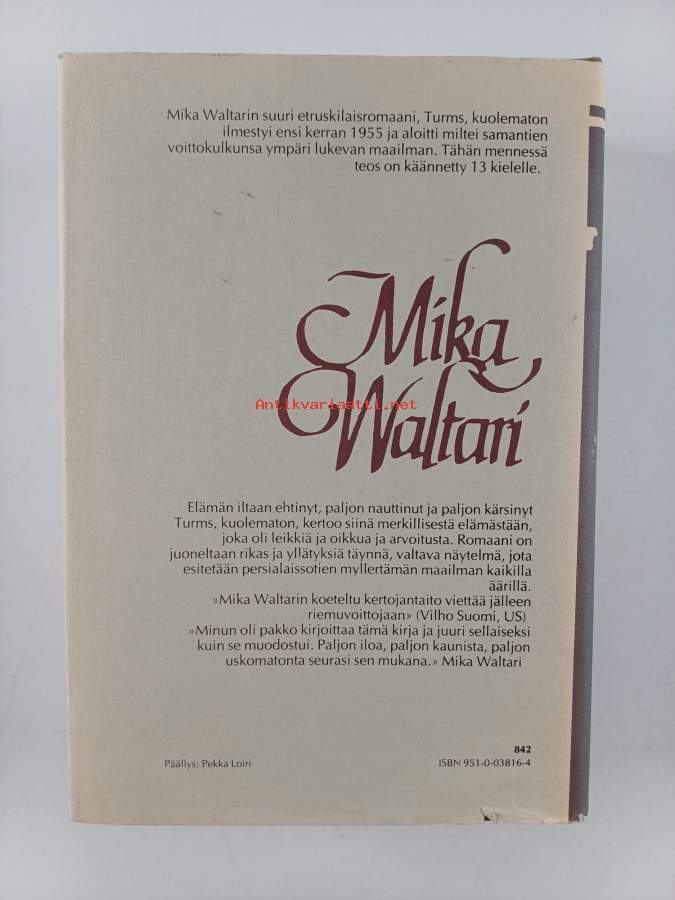 Mika Waltarin suuri etruskilaisromaani, Turms, kuolematon
ilmestyi ensi kerran 1955 ja aloitti miltei samantien
voittokulkunsa ympäri lukevan maailman. Tähän mennessä
teos on käännetty 13 kielelle.
Mika
Antikvariaatti.net
Waltari
Elämän iltaan ehtinyt, paljon nauttinut ja paljon kärsinyt
Turms, kuolematon, kertoo siinä merkillisestä elämästään,
joka oli leikkiä ja oikkua ja arvoitusta. Romaani on
juoneltaan rikas ja yllätyksiä täynnä, valtava näytelmä, jota
esitetään persialaissotien myllertämän maailman kaikilla
äärillä.
»Mika Waltarin koeteltu kertojantaito viettää jälleen
riemuvoittojaan» (Vilho Suomi, US)
»Minun oli pakko kirjoittaa tämä kirja ja juuri sellaiseksi
kuin se muodostui. Paljon iloa, paljon kaunista, paljon
uskomatonta seurasi sen mukana.» Mika Waltari
842
Päällys: Pekka Loiri
ISBN 951-0-03816-4